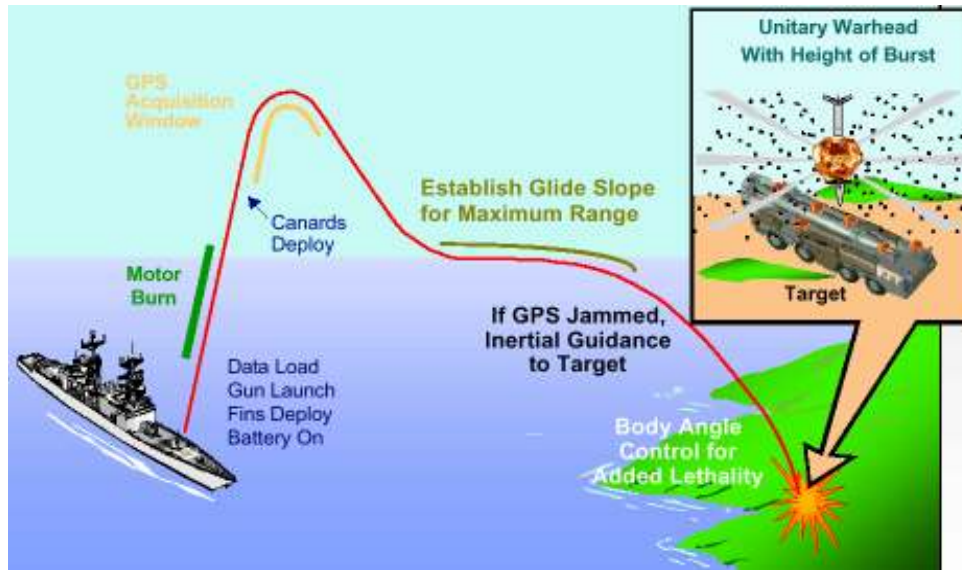 Unitary Warhead
With Height of Burst
Target
GPS
Acquisition
Window
Canards
Deploy
Establish Glide Slope
for Maximum Range
Motor
Burn
If GPS Jammed,
Inertial Guidance
to Target
Data Load
Gun Launch
Fins Deploy
Battery On
Body Angle
Control for
Added Lethality